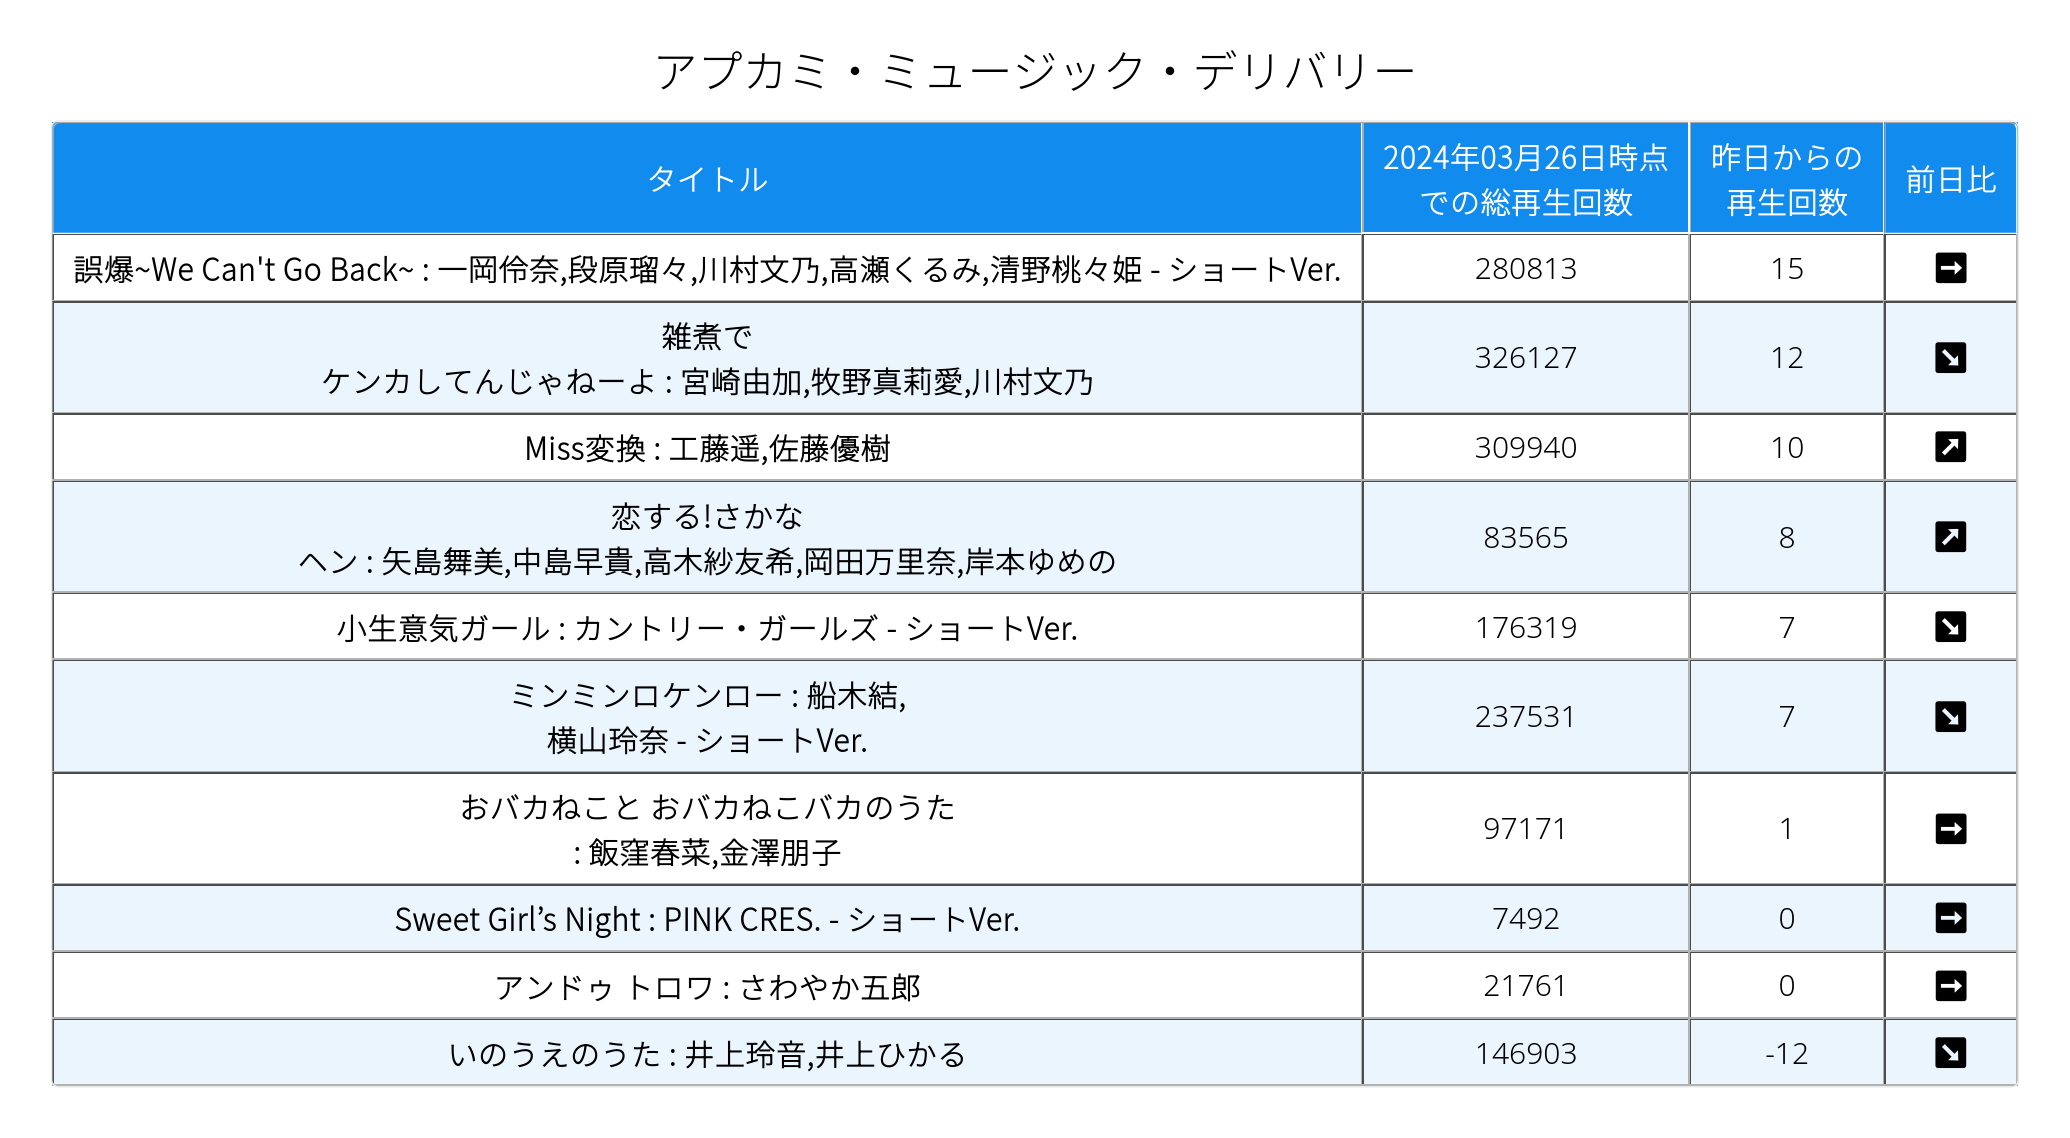 アプカミ・ミュージック・デリバリー
タイトル
2024年03月26日時点
での総再生回数
昨日からの
再生回数
前日比
誤爆~We Can't Go Back~ : 一岡伶奈,段原瑠々,川村文乃,高瀬くるみ,清野桃々姫 - ショートVer.
280813
15
雑煮で
ケンカしてんじゃねーよ : 宮崎由加,牧野真莉愛,川村文乃
326127
12
Miss変換 : 工藤遥,佐藤優樹
309940
10
恋する!さかな
ヘン : 矢島舞美,中島早貴,高木紗友希,岡田万里奈,岸本ゆめの
83565
8
小生意気ガール : カントリー・ガールズ - ショートVer.
176319
7
ミンミンロケンロー : 船木結,
横山玲奈 - ショートVer.
237531
7
おバカねこと おバカねこバカのうた
: 飯窪春菜,金澤朋子
97171
1
Sweet Girl’s Night : PINK CRES. - ショートVer.
7492
0
アンドゥ トロワ : さわやか五郎
21761
0
いのうえのうた : 井上玲音,井上ひかる
146903
-12